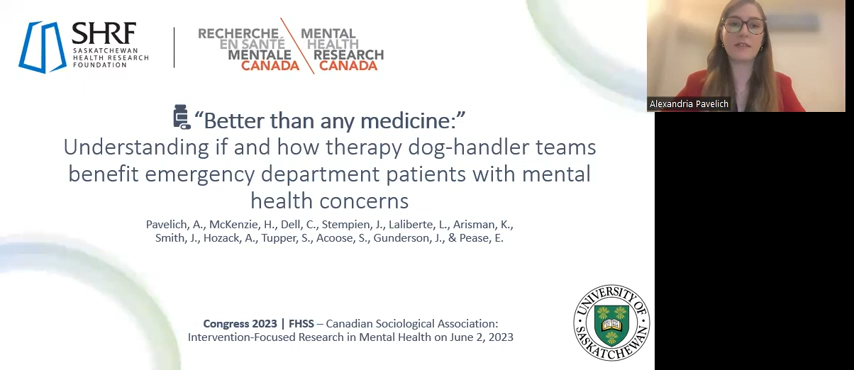 SHRF
SASKATCHEWAN
HEALTH RESEARCH
FOUNDATION
RECHERCHE
EN SANTÉ
MENTALE
CANADA
MENTAL
HEALTH
RESEARCH
CANADA
Alexandria Pavelich
“Better than any medicine:”
Understanding if and how therapy dog-handler teams
benefit emergency department patients with mental
health concerns
Pavelich, A., McKenzie, H., Dell, C., Stempien, J., Laliberte, L., Arisman, K.,
Smith, J., Hozack, A., Tupper, S., Acoose, S., Gunderson, J., & Pease, E.
Congress 2023 | FHSS – Canadian Sociological Association:
Intervention-Focused Research in Mental Health on June 2, 2023
UNIVERSITY OF
SASKATCHEWAN